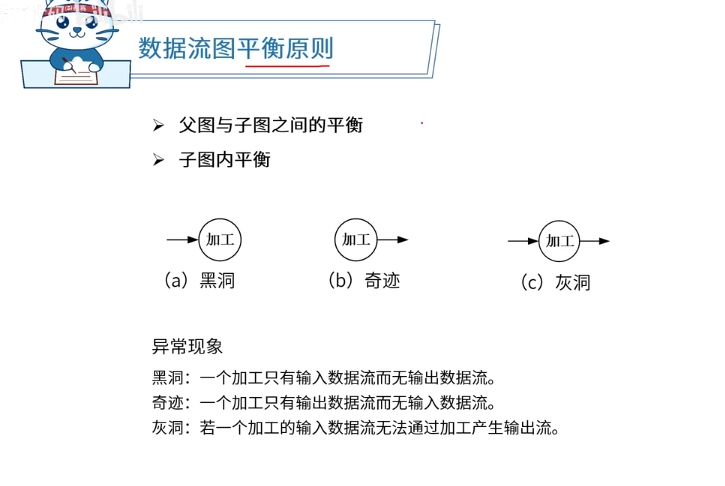 数据流图平衡原则
➢ 父图与子图之间的平衡
➢ 子图内平衡
加工 加工 加工
（a）黑洞 （b）奇迹 （c）灰洞
异常现象
黑洞：一个加工只有输入数据流而无输出数据流。
奇迹：一个加工只有输出数据流而无输入数据流。
灰洞：若一个加工的输入数据流无法通过加工产生输出流。